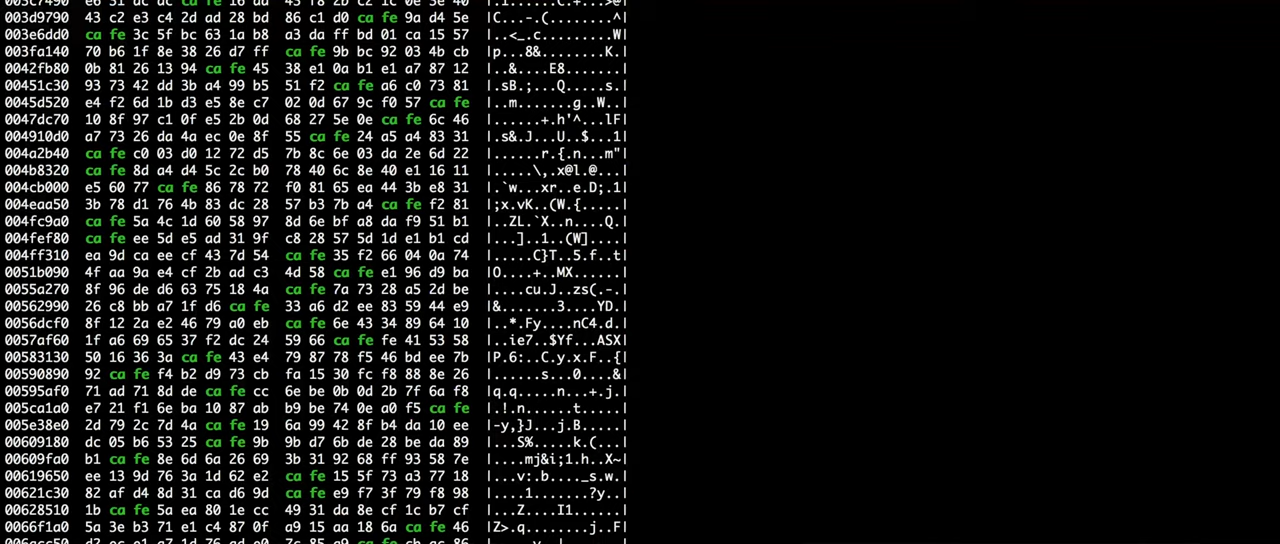 003d9790  43 c2 e3 c4 2d ad 28 bd  86 c1 d0 ca fe 9a d4 5e  |C...-.(........^|
003e6dd0  ca fe 3c 5f bc 63 1a b8  a3 da ff bd 01 ca 15 57  |..<_.c.........W|
003fa140  70 b6 1f 8e 38 26 d7 ff  ca fe 9b bc 92 03 4b cb  |p...8&........K.|
0042fb80  0b 81 26 13 94 ca fe 45  38 e1 0a b1 e1 a7 87 12  |..&....E8.......|
00451c30  93 73 42 dd 3b a4 99 b5  51 f2 ca fe a6 c0 73 81  |.sB.;...Q.....s.|
0045d520  e4 f2 6d 1b d3 e5 8e c7  02 0d 67 9c f0 57 ca fe  |..m.......g..W..|
0047dc70  10 8f 97 c1 0f e5 2b 0d  68 27 5e 0e ca fe 6c 46  |......+.h'^...lF|
004910d0  a7 73 26 da 4a ec 0e 8f  55 ca fe 24 a5 a4 83 31  |.s&.J...U..$...1|
004a2b40  ca fe c0 03 d0 12 72 d5  7b 8c 6e 03 da 2e 6d 22  |......r.{.n...m"|
004b8320  ca fe 8d a4 d4 5c 2c b0  78 40 6c 8e 40 e1 16 11  |.....\,.x@l.@...|
004cb000  e5 60 77 ca fe 86 78 72  f0 81 65 ea 44 3b e8 31  |.`w...xr..e.D;.1|
004eaa50  3b 78 d1 76 4b 83 dc 28  57 b3 7b a4 ca fe f2 81  |;x.vK..(W.{.....|
004fc9a0  ca fe 5a 4c 1d 60 58 97  8d 6e bf a8 da f9 51 b1  |..ZL.`X..n....Q.|
004fef80  ca fe ee 5d e5 ad 31 9f  c8 28 57 5d 1d e1 b1 cd  |...]..1..(W]....|
004ff310  ea 9d ca ee cf 43 7d 54  ca fe 35 f2 66 04 0a 74  |.....C}T..5.f..t|
0051b090  4f aa 9a e4 cf 2b ad c3  4d 58 ca fe e1 96 d9 ba  |O....+..MX......|
0055a270  8f 96 de d6 63 75 18 4a  ca fe 7a 73 28 a5 2d be  |....cu.J..zs(.-.|
00562990  26 c8 bb a7 1f d6 ca fe  33 a6 d2 ee 83 59 44 e9  |&.......3....YD.|
0056dcf0  8f 12 2a e2 46 79 a0 eb  ca fe 6e 43 34 89 64 10  |..*.Fy....nC4.d.|
0057af60  1f a6 69 65 37 f2 dc 24  59 66 ca fe fe 41 53 58  |..ie7..$Yf...ASX|
00583130  50 16 36 3a ca fe 43 e4  79 87 78 f5 46 bd ee 7b  |P.6:..C.y.x.F..{|
00590890  92 ca fe f4 b2 d9 73 cb  fa 15 30 fc f8 88 8e 26  |......s...0....&|
00595af0  71 ad 71 8d de ca fe cc  6e be 0b 0d 2b 7f 6a f8  |q.q.....n...+.j.|
005ca1a0  e7 21 f1 6e ba 10 87 ab  b9 be 74 0e a0 f5 ca fe  |.!.n......t.....|
005e38e0  2d 79 2c 7d 4a ca fe 19  6a 99 42 8f b4 da 10 ee  |-y,}J...j.B.....|
00609180  dc 05 b6 53 25 ca fe 9b  9b d7 6b de 28 be da 89  |...S%.....k.(...|
00609fa0  b1 ca fe 8e 6d 6a 26 69  3b 31 92 68 ff 93 58 7e  |....mj&i;1.h..X~|
00619650  ee 13 9d 76 3a 1d 62 e2  ca fe 15 5f 73 a3 77 18  |...v:.b...._s.w.|
00621c30  82 af d4 8d 31 ca d6 9d  ca fe e9 f7 3f 79 f8 98  |....1.......?y..|
00628510  1b ca fe 5a ea 80 1e cc  49 31 da 8e cf 1c b7 cf  |...Z....I1......|
0066f1a0  5a 3e b3 71 e1 c4 87 0f  a9 15 aa 18 6a ca fe 46  |Z>.q........j..F|